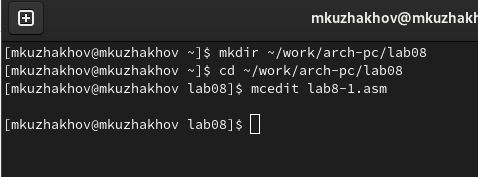 mkuzhakhov@mkuzhakh
[mkuzhakhov@mkuzhakhov ~]$ mkdir ~/work/arch-pc/lab08
[mkuzhakhov@mkuzhakhov ~]$ cd ~/work/arch-pc/lab08
[mkuzhakhov@mkuzhakhov lab08]$ mcedit lab8-1.asm
[mkuzhakhov@mkuzhakhov lab08]$